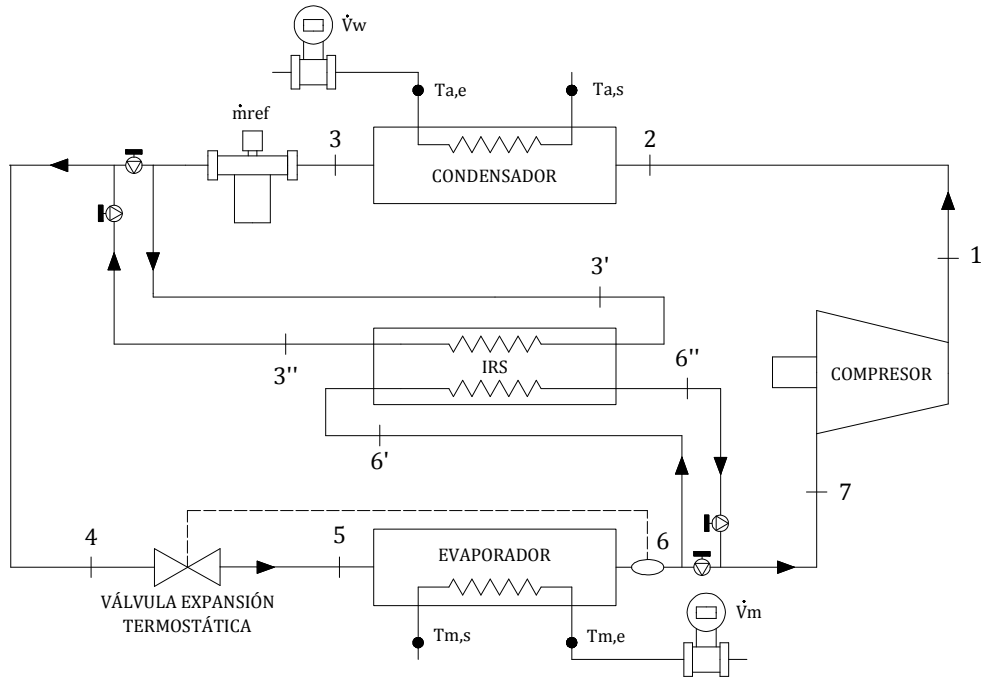 V̇w
Ta,e
Ta,s
ṁref
3
2
CONDENSADOR
1
3'
3''
IRS
6''
COMPRESOR
6'
7
4
5
EVAPORADOR
6
VÁLVULA EXPANSIÓN
TERMOSTÁTICA
Tm,s
Tm,e
V̇m